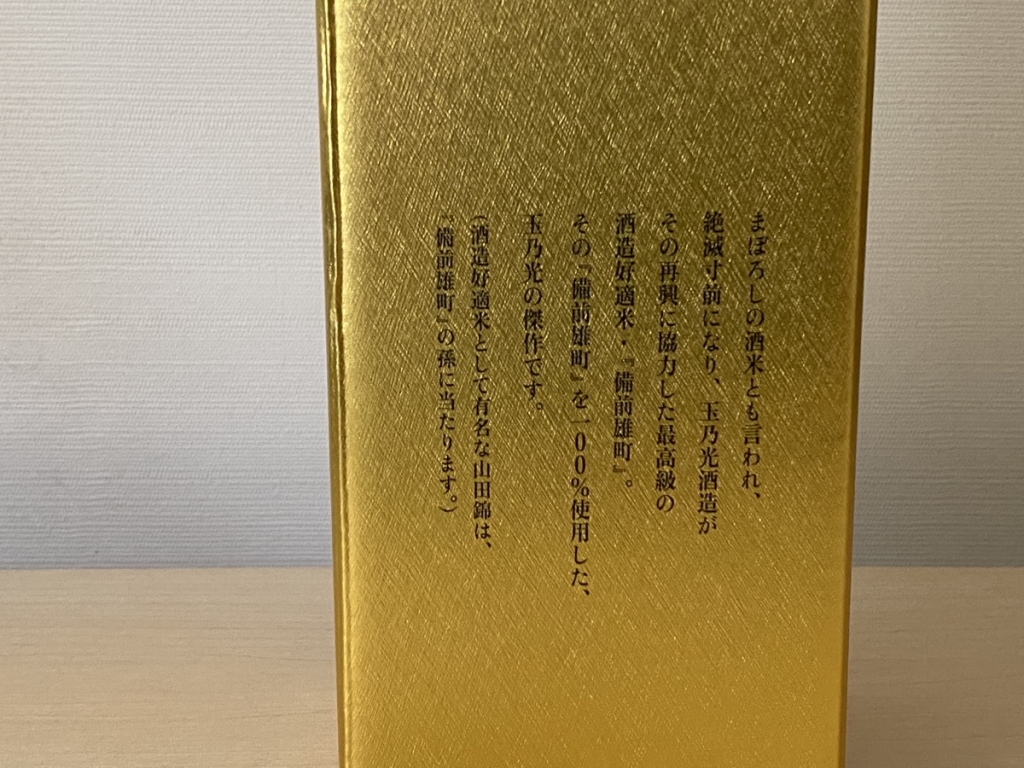 まぼろしの酒米とも言われ、
絶滅寸前になり、玉乃光酒造が
その再興に協力した最高級の
酒造好適米・『備前雄町』。
その『備前雄町』を一00%使用した、
玉乃光の傑作です。
(酒造好適米として有名な山田錦は、
『備前雄町』の孫に当たります。)